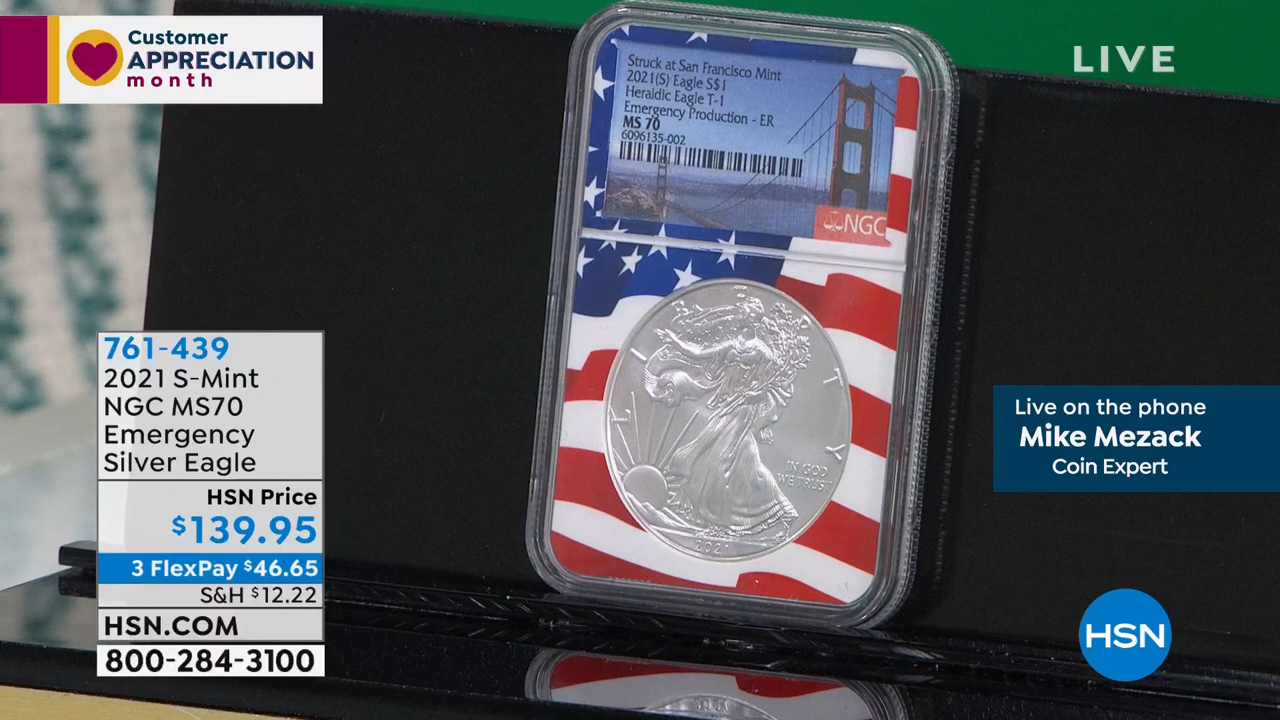 Customer
APPRECIATION
month
LIVE
Struck at San Francisco Mint
2021(S) Eagle S$1
Heraldic Eagle T-1
Emergency Production - ER
MS 70
6096135-002
NGC
LIBERTY
IN GOD
WE TRUST
2021
761-439
2021 S-Mint
NGC MS70
Emergency
Silver Eagle
HSN Price
$139.95
3 FlexPay $46.65
S&H $12.22
HSN.COM
800-284-3100
Live on the phone
Mike Mezack
Coin Expert
HSN